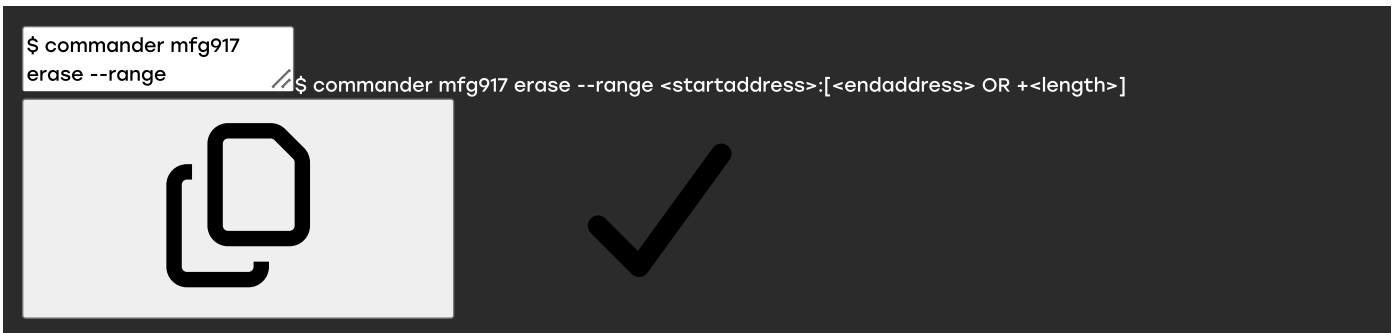 $ commander mfg917
erase --range
$ commander mfg917 erase --range <startaddress>:[<endaddress> OR +<length>]